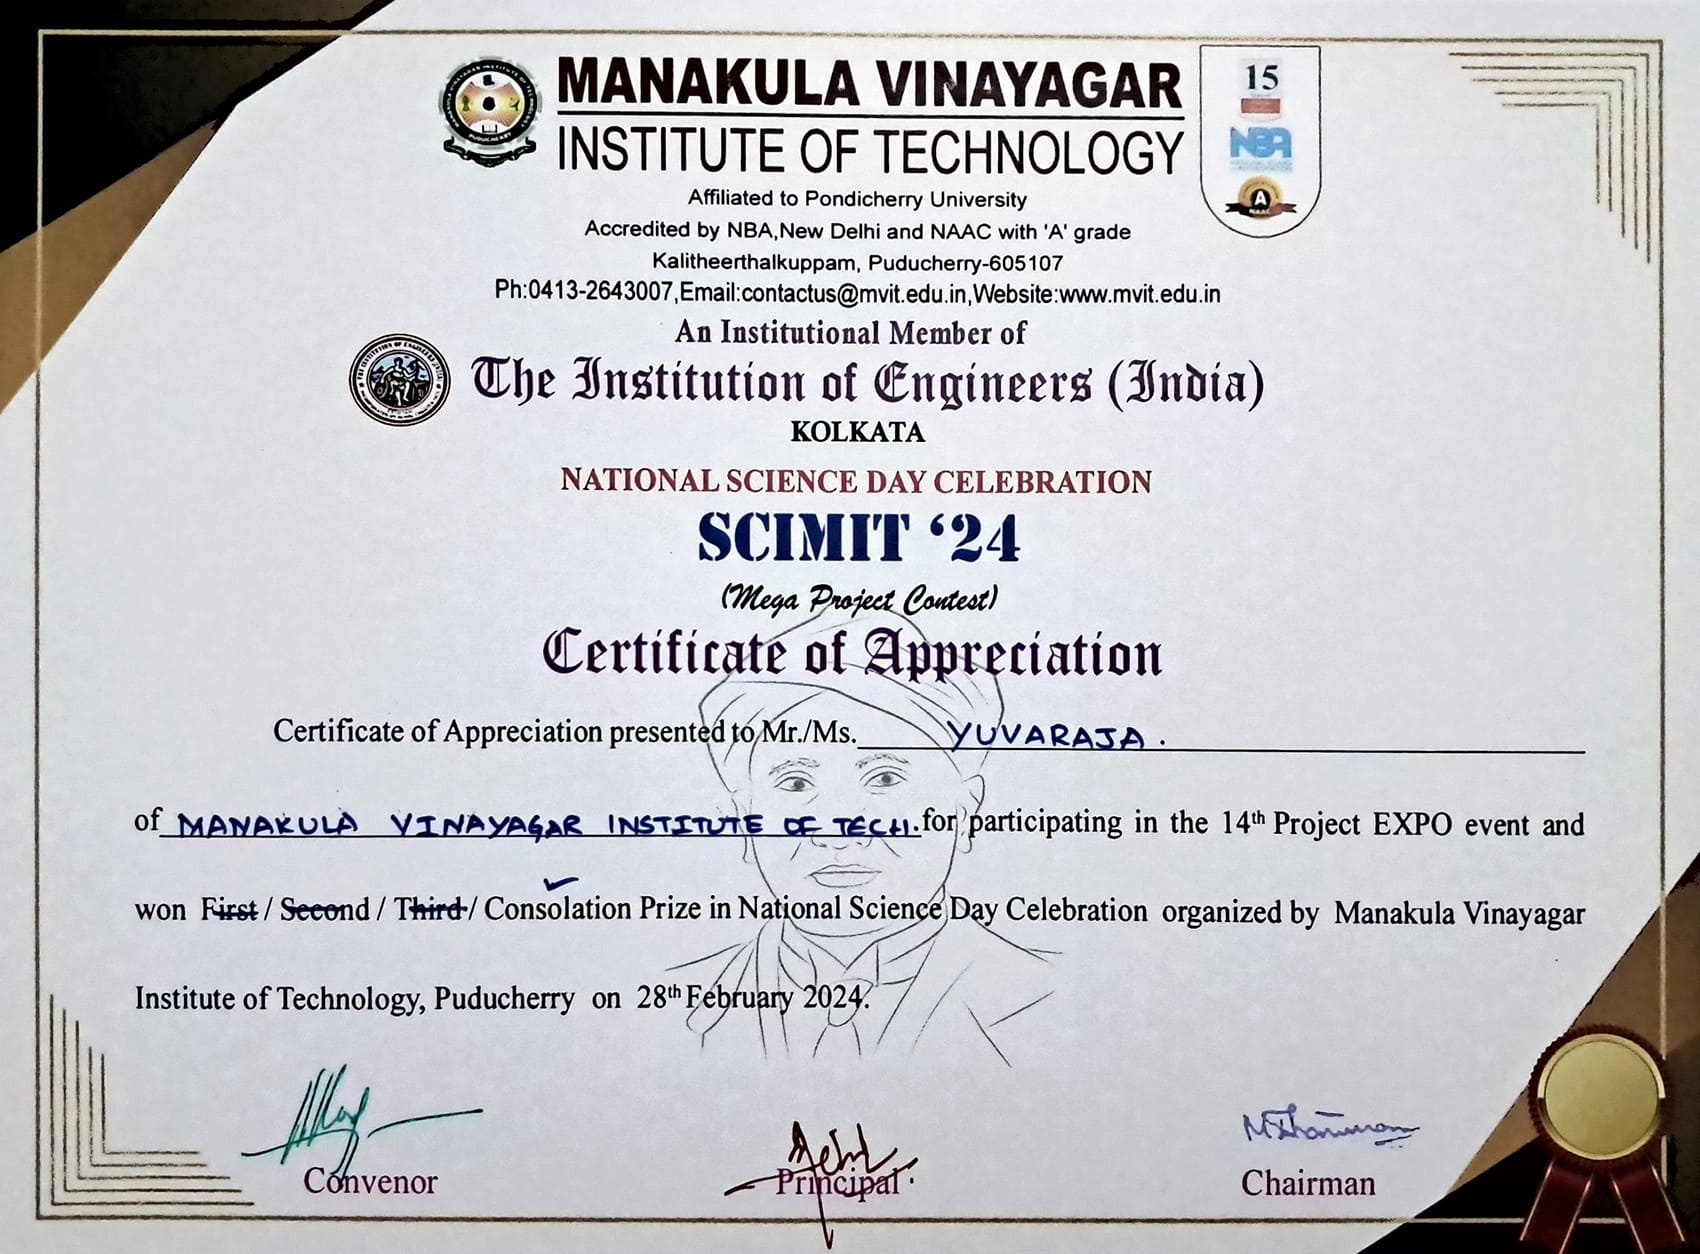 MANAKULA VINAYAGAR
INSTITUTE OF TECHNOLOGY
15
NBA
A
NAAC
Affiliated to Pondicherry University
Accredited by NBA,New Delhi and NAAC with 'A' grade
Kalitheerthalkuppam, Puducherry-605107
Ph:0413-2643007,Email:contactus@mvit.edu.in,Website:www.mvit.edu.in
An Institutional Member of
The Institution of Engineers (India)
KOLKATA
NATIONAL SCIENCE DAY CELEBRATION
SCIMIT ‘24
(Mega Project Contest)
Certificate of Appreciation
Certificate of Appreciation presented to Mr./Ms. YUVARAJA.
of MANAKULA VINAYAGAR INSTITUTE OF TECH. for participating in the 14th Project EXPO event and
won First / Second / Third / Consolation Prize in National Science Day Celebration organized by Manakula Vinayagar
Institute of Technology, Puducherry on 28th February 2024.
Convenor
Principal
Chairman